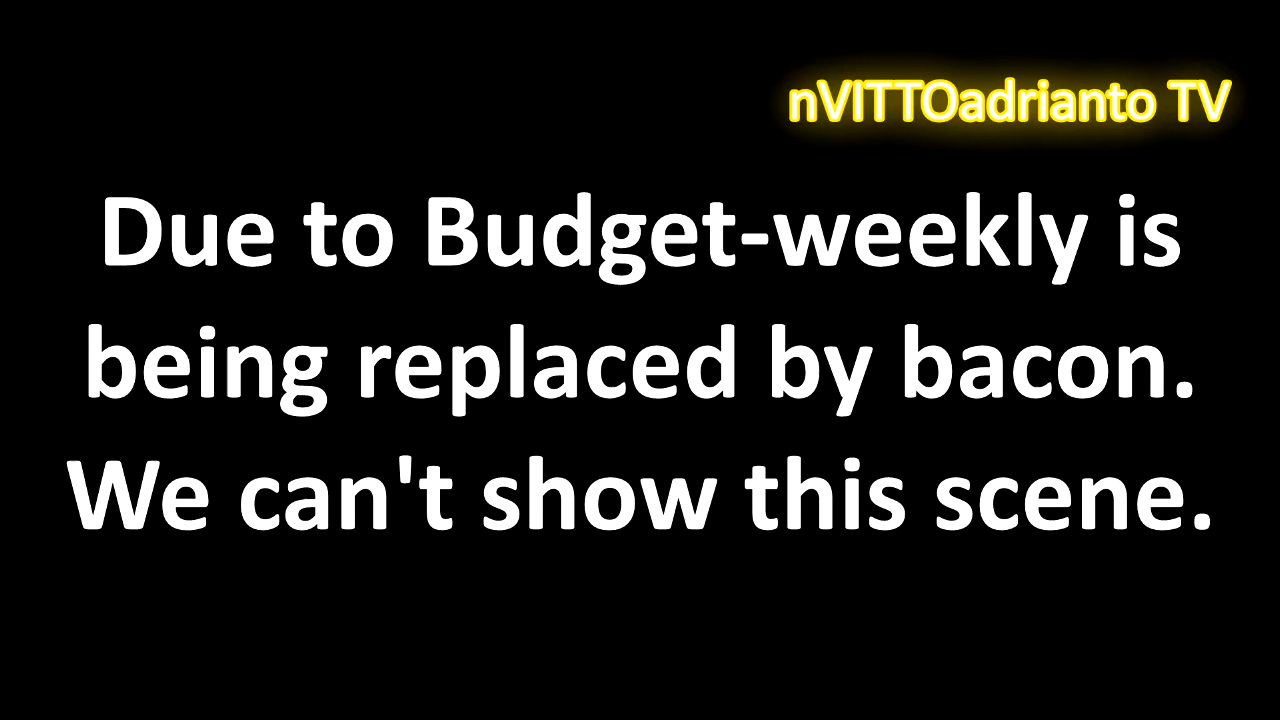 nVITTOadrianto TV
Due to Budget-weekly is
being replaced by bacon.
We can't show this scene.